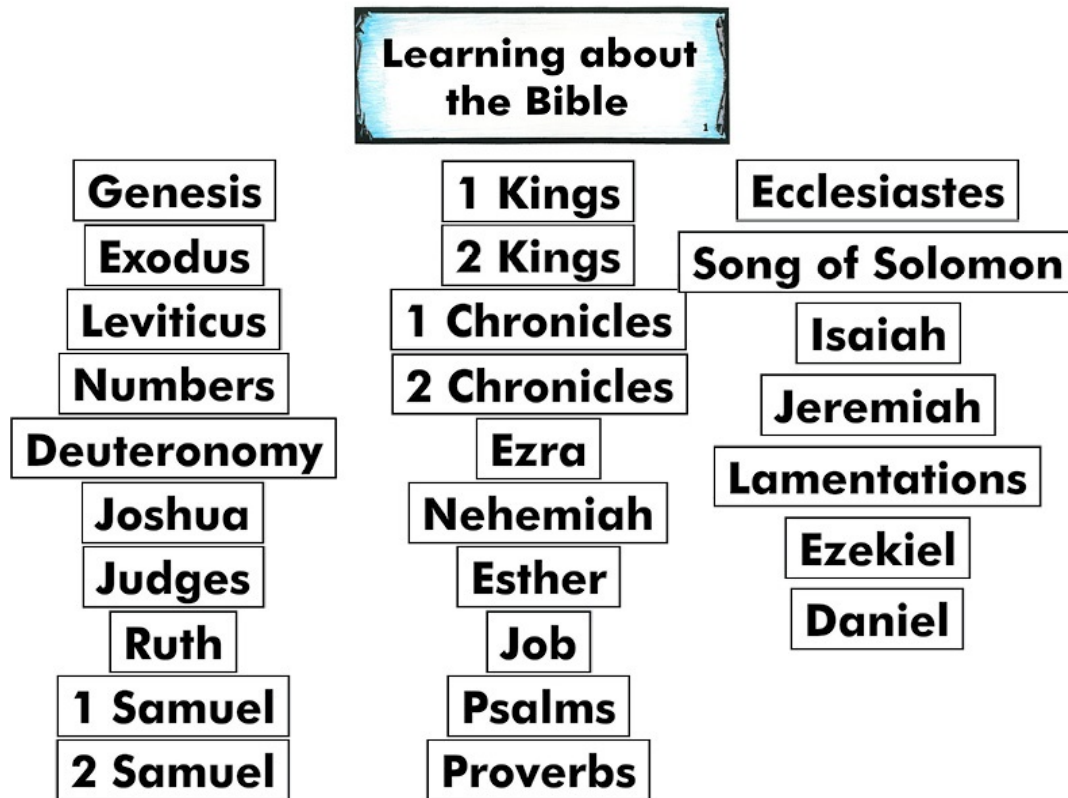 Learning about
the Bible
1
Genesis
Exodus
Leviticus
Numbers
Deuteronomy
Joshua
Judges
Ruth
1 Samuel
2 Samuel
1 Kings
2 Kings
1 Chronicles
2 Chronicles
Ezra
Nehemiah
Esther
Job
Psalms
Proverbs
Ecclesiastes
Song of Solomon
Isaiah
Jeremiah
Lamentations
Ezekiel
Daniel